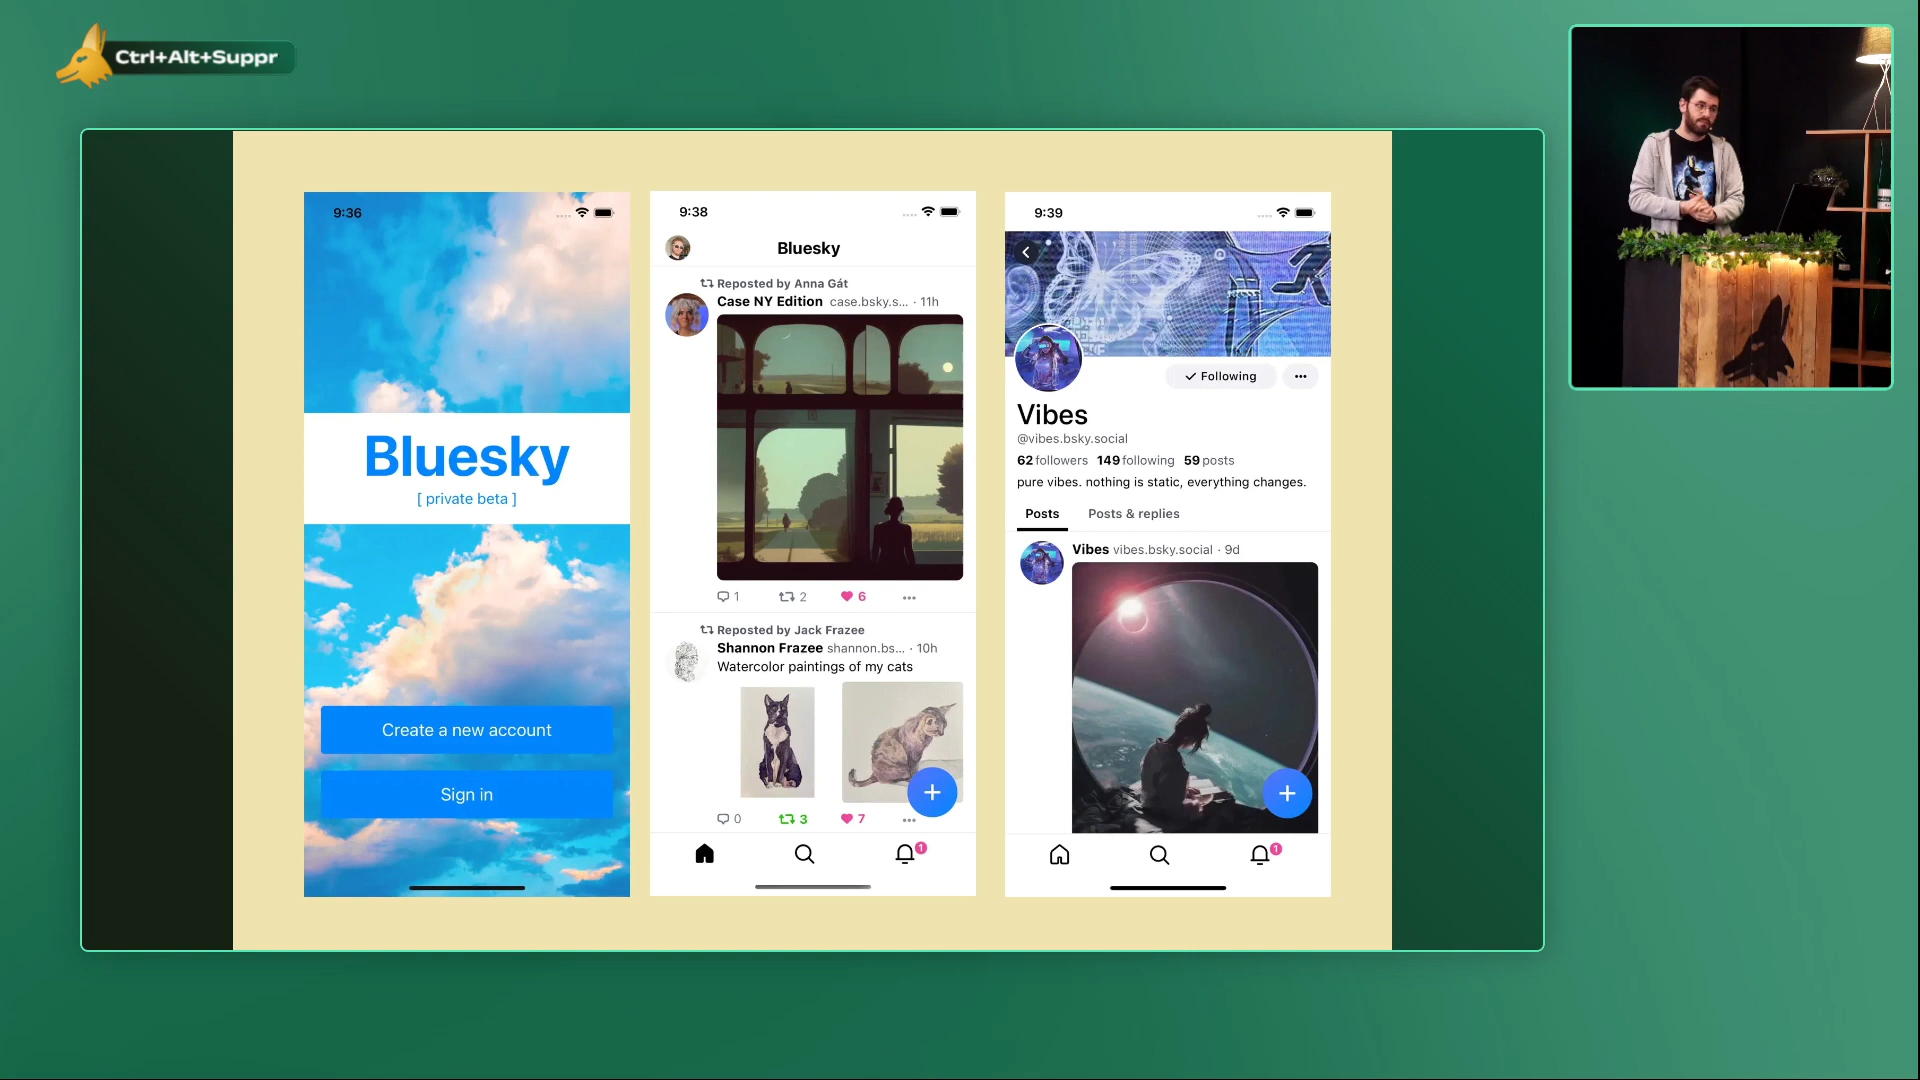 Ctrl+Alt+Suppr
9:36
Bluesky
[ private beta ]
Create a new account
Sign in
9:38
Bluesky
Reposted by Anna Gát
Case NY Edition case.bsky.s... · 11h
1 2 6
Reposted by Jack Frazee
Shannon Frazee shannon.bs... · 10h
Watercolor paintings of my cats
0 3 7
1
9:39
Following
Vibes
@vibes.bsky.social
62 followers 149 following 59 posts
pure vibes. nothing is static, everything changes.
Posts Posts & replies
Vibes vibes.bsky.social · 9d
1